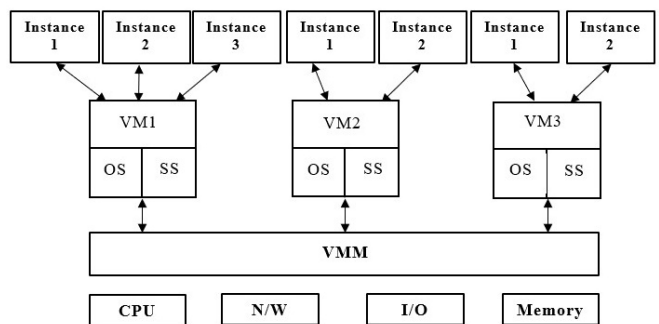 Instance Instance Instance Instance Instance Instance Instance
1 2 3 1 2 1 2
VM1 VM2 VM3
OS SS OS SS OS SS
VMM
CPU N/W I/O Memory